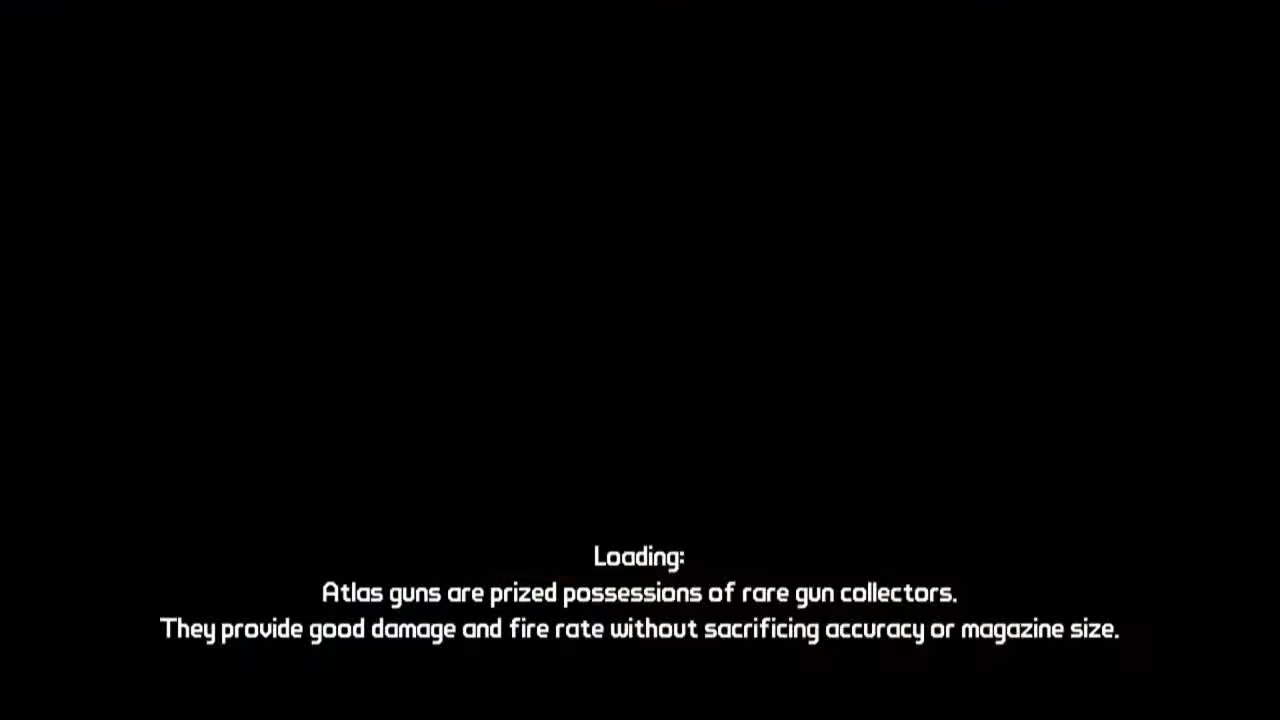 Loading:
Atlas guns are prized possessions of rare gun collectors.
They provide good damage and fire rate without sacrificing accuracy or magazine size.